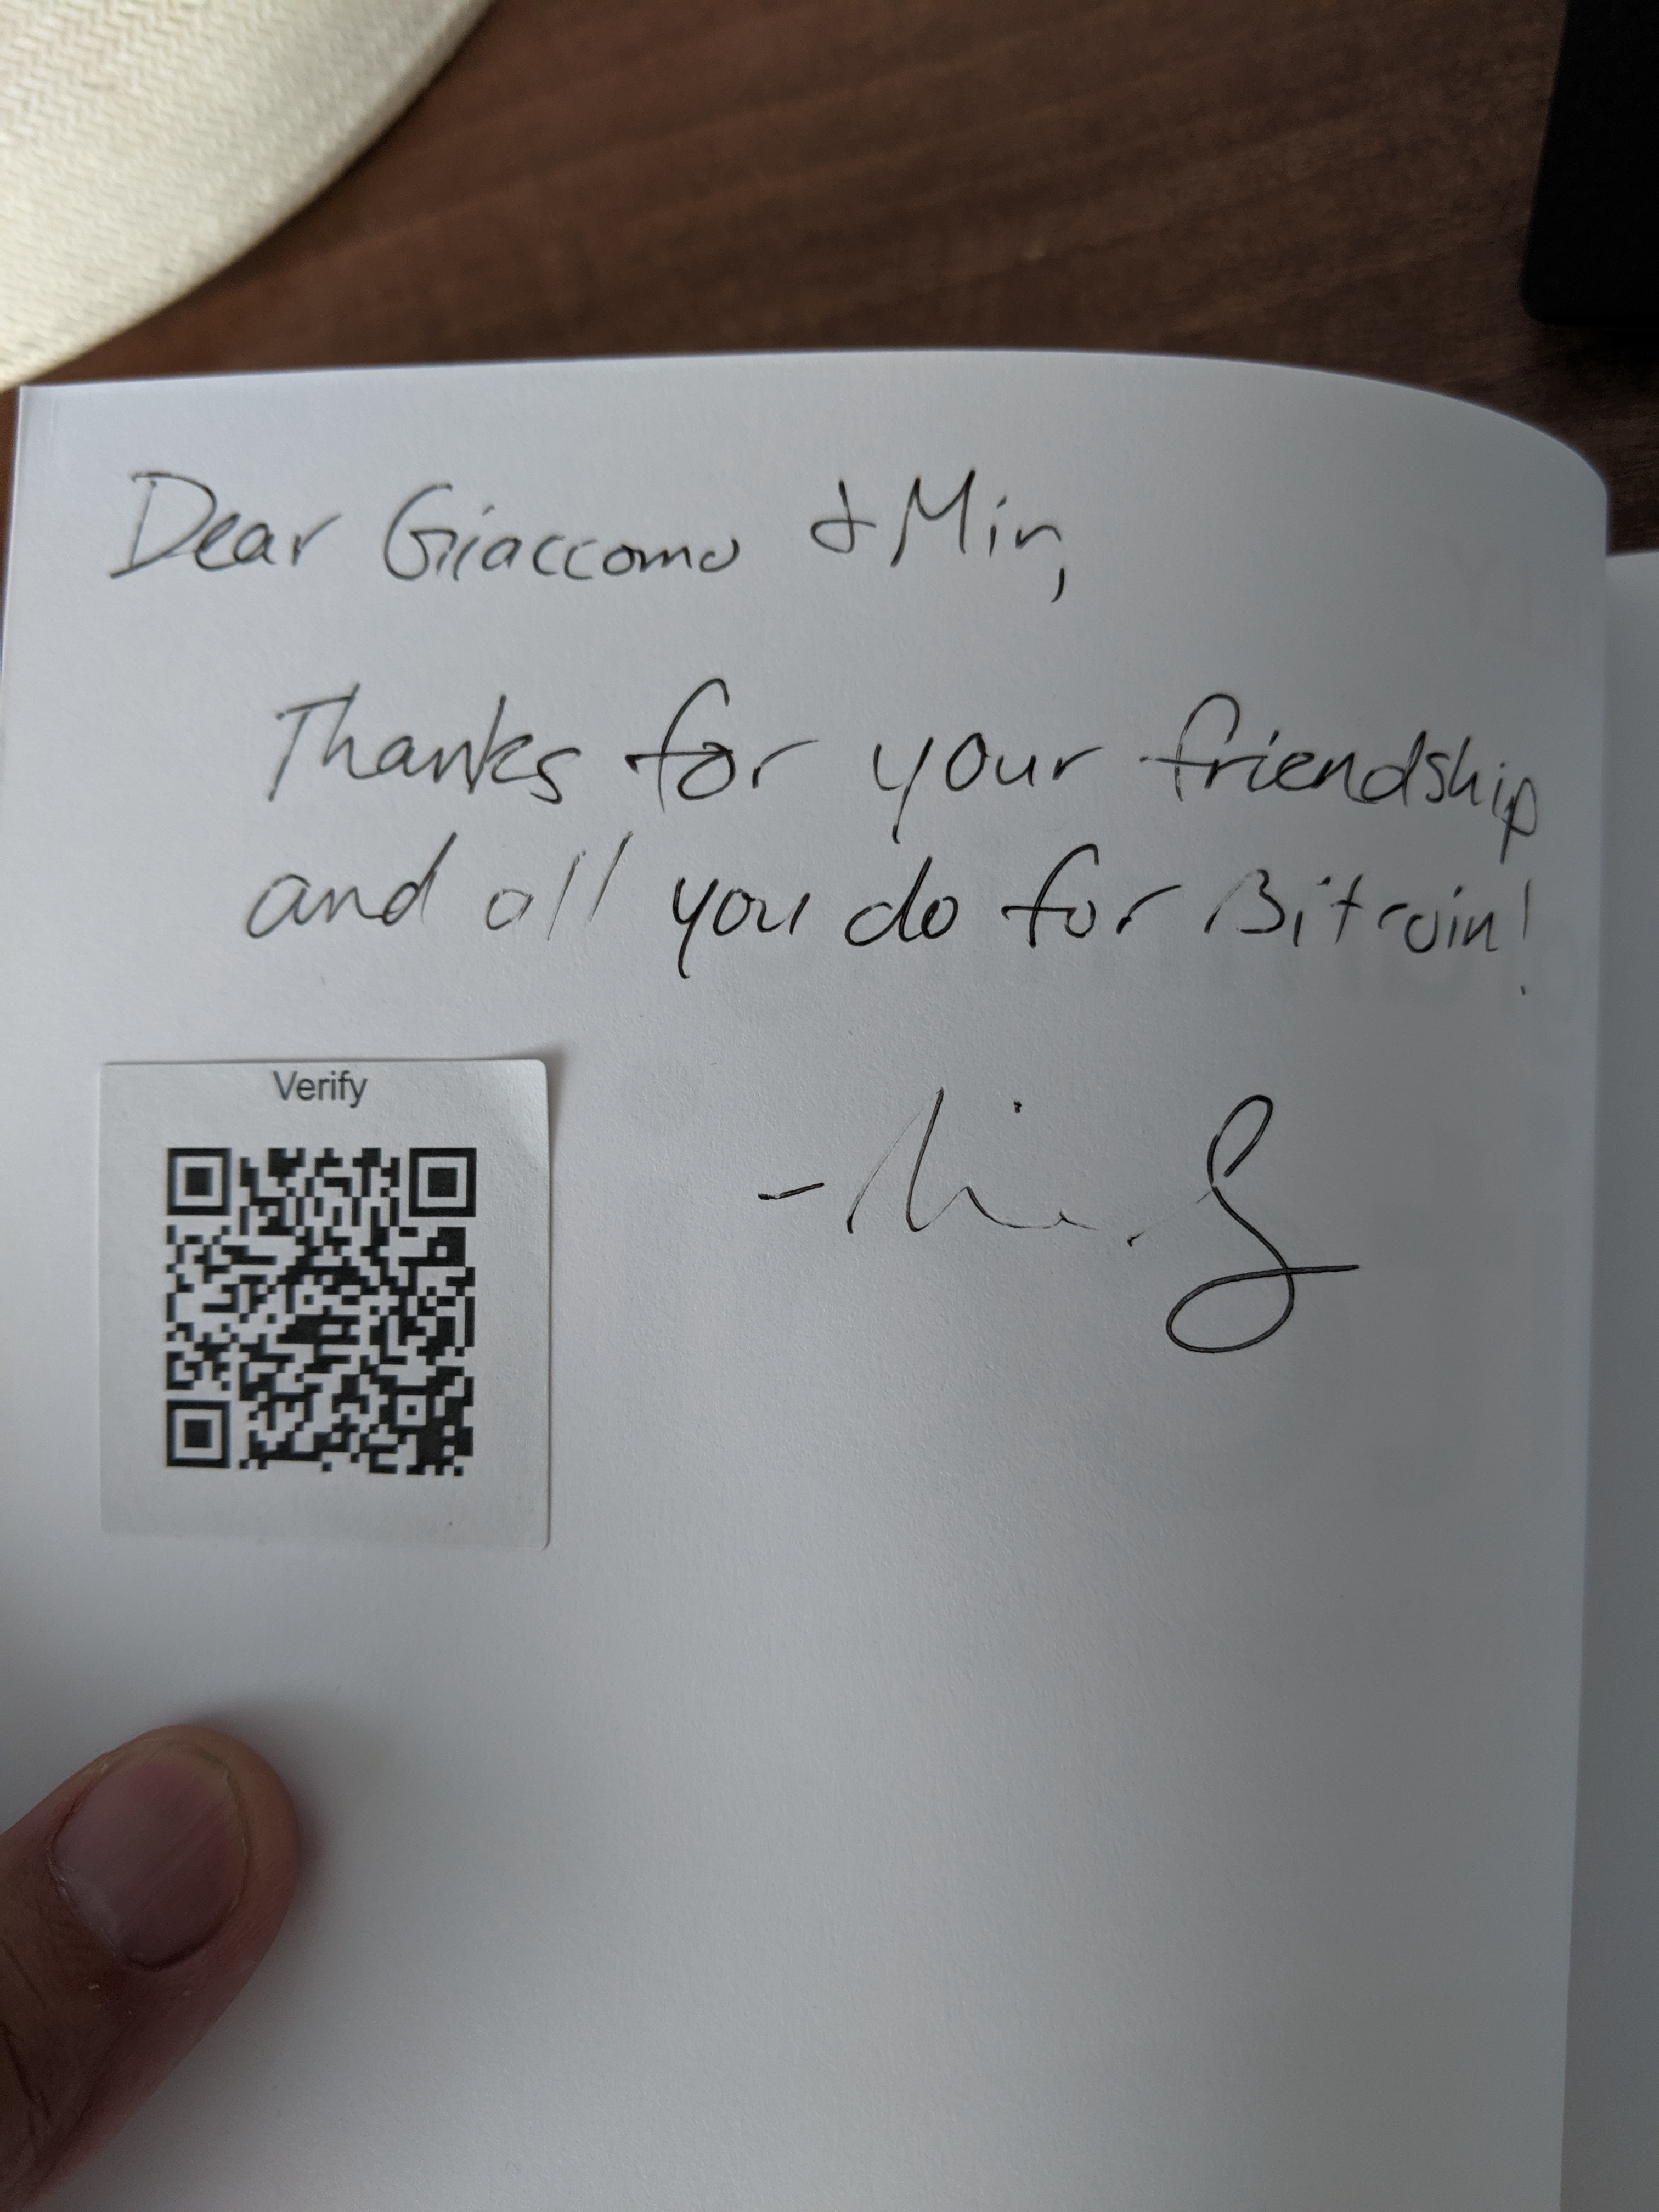 Dear Giaccomo & Min,
Thanks for your friendship
and all you do for Bitcoin!
Verify